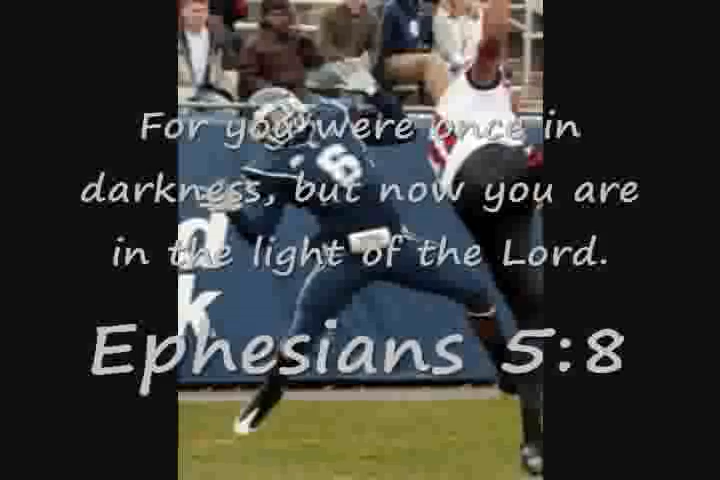 For you were once in
darkness, but now you are
in the light of the Lord.
Ephesians 5:8
6
d
k